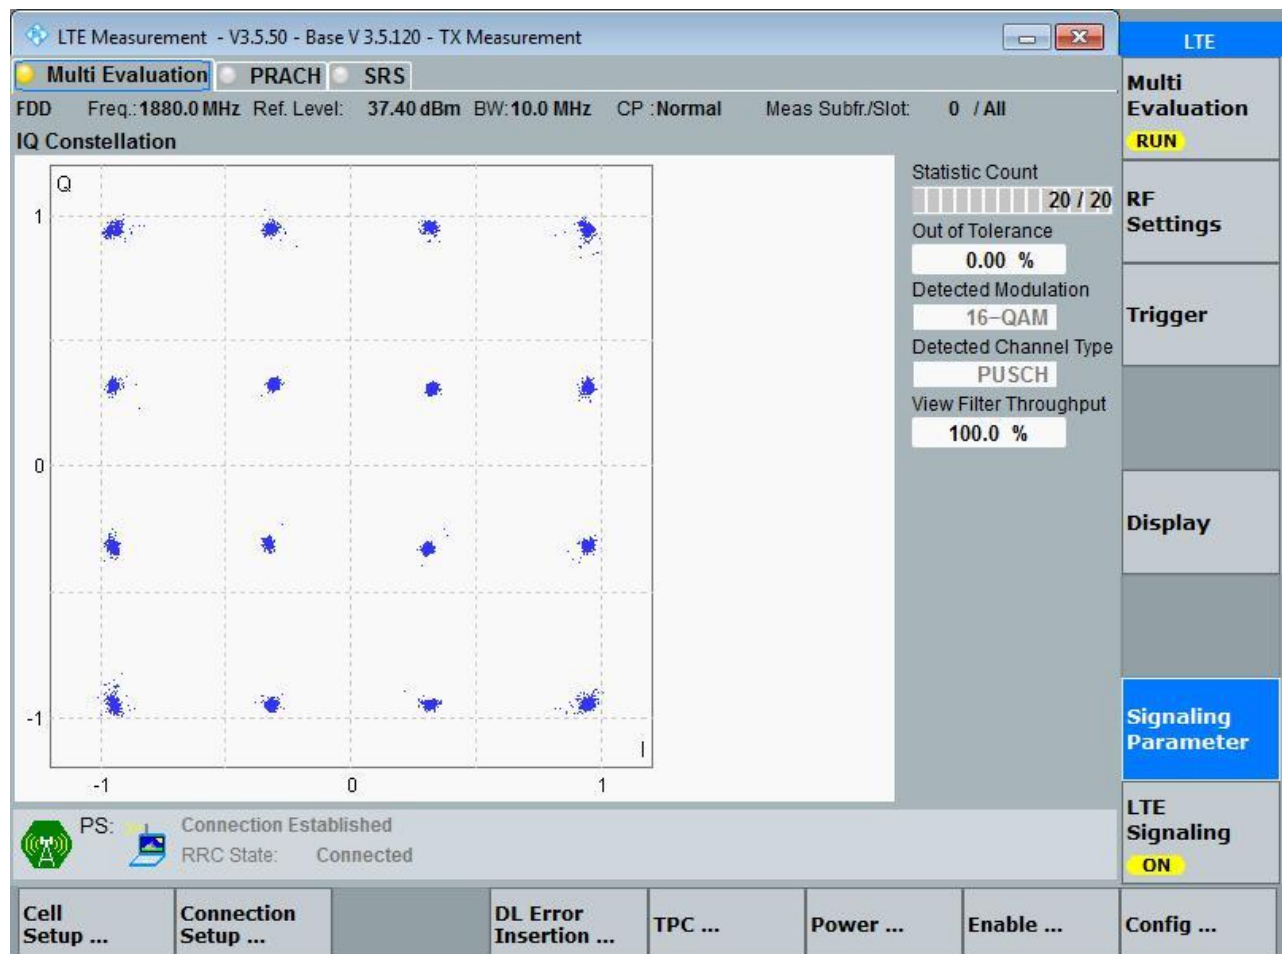 LTE Measurement - V3.5.50 - Base V 3.5.120 - TX Measurement
LTE
Multi Evaluation PRACH SRS
FDD Freq.: 1880.0 MHz Ref. Level: 37.40 dBm BW: 10.0 MHz CP : Normal Meas Subfr./Slot: 0 / All
IQ Constellation
Q
1
0
-1
-1 0 1
I
Statistic Count
20 / 20
Out of Tolerance
0.00 %
Detected Modulation
16-QAM
Detected Channel Type
PUSCH
View Filter Throughput
100.0 %
Multi
Evaluation
RUN
RF
Settings
Trigger
Display
Signaling
Parameter
LTE
Signaling
ON
PS: Connection Established
RRC State: Connected
Cell
Setup ...
Connection
Setup ...
DL Error
Insertion ...
TPC ...
Power ...
Enable ...
Config ...